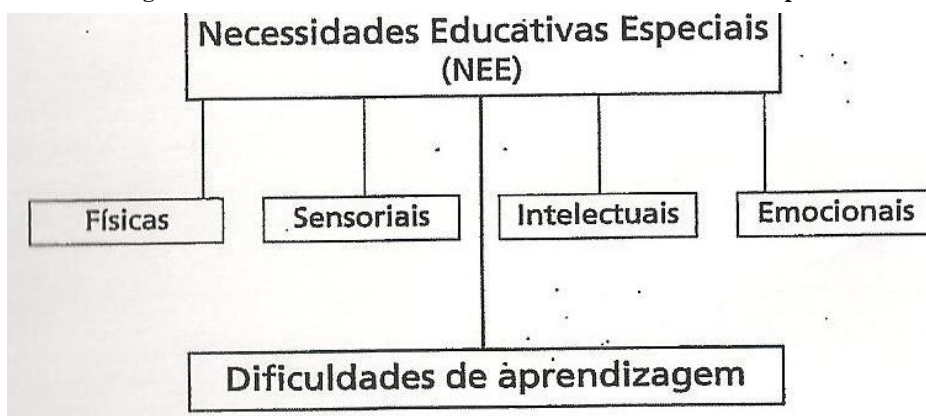 Necessidades Educativas Especiais
(NEE)
Físicas
Sensoriais
Intelectuais
Emocionais
Dificuldades de aprendizagem